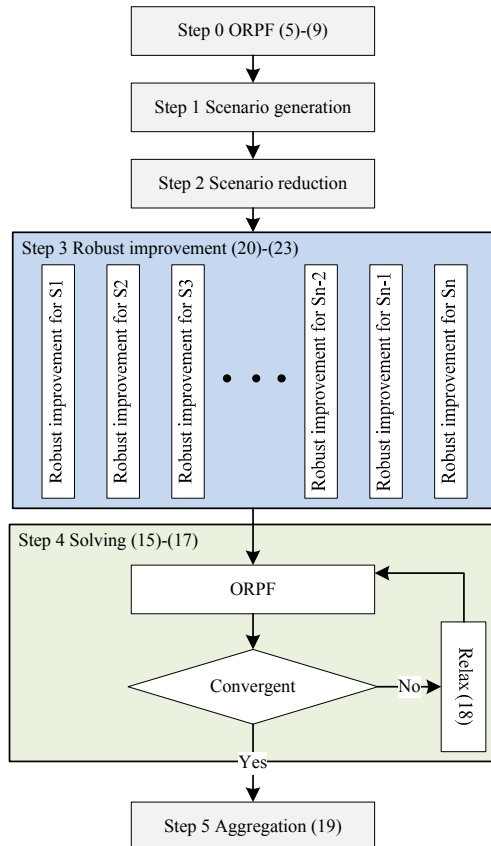 Step 0 ORPF (5)-(9)
Step 1 Scenario generation
Step 2 Scenario reduction
Step 3 Robust improvement (20)-(23)
Robust improvement for S1
Robust improvement for S2
Robust improvement for S3
• • •
Robust improvement for Sn-2
Robust improvement for Sn-1
Robust improvement for Sn
Step 4 Solving (15)-(17)
ORPF
Convergent
No
Relax (18)
Yes
Step 5 Aggregation (19)